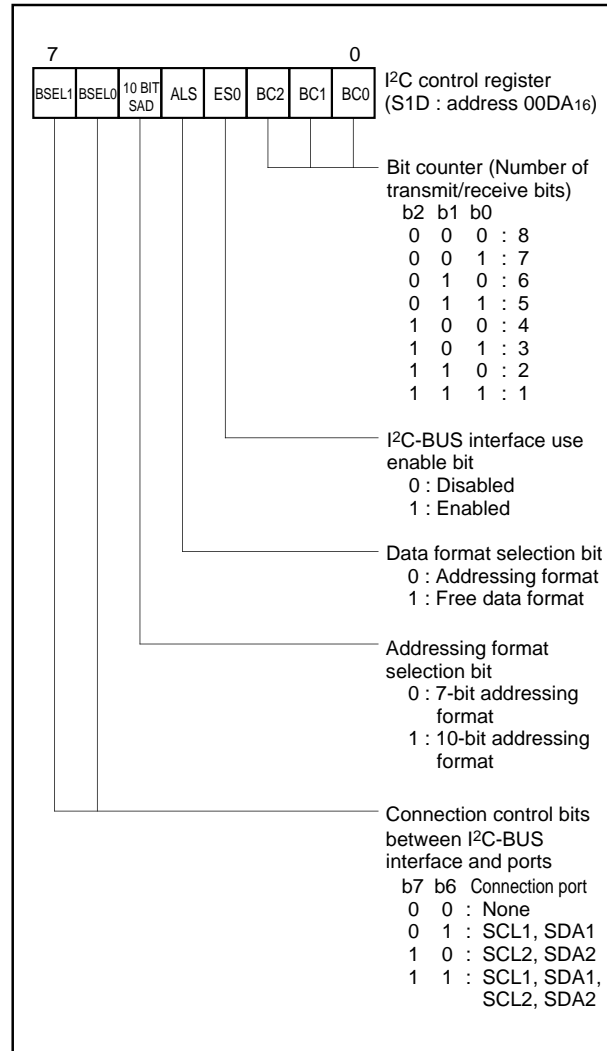 7 0
BSEL1 BSEL0 10 BIT SAD ALS ES0 BC2 BC1 BC0
I2C control register
(S1D : address 00DA16)
Bit counter (Number of
transmit/receive bits)
b2 b1 b0
0 0 0 : 8
0 0 1 : 7
0 1 0 : 6
0 1 1 : 5
1 0 0 : 4
1 0 1 : 3
1 1 0 : 2
1 1 1 : 1
I2C-BUS interface use
enable bit
0 : Disabled
1 : Enabled
Data format selection bit
0 : Addressing format
1 : Free data format
Addressing format
selection bit
0 : 7-bit addressing
format
1 : 10-bit addressing
format
Connection control bits
between I2C-BUS
interface and ports
b7 b6 Connection port
0 0 : None
0 1 : SCL1, SDA1
1 0 : SCL2, SDA2
1 1 : SCL1, SDA1,
SCL2, SDA2